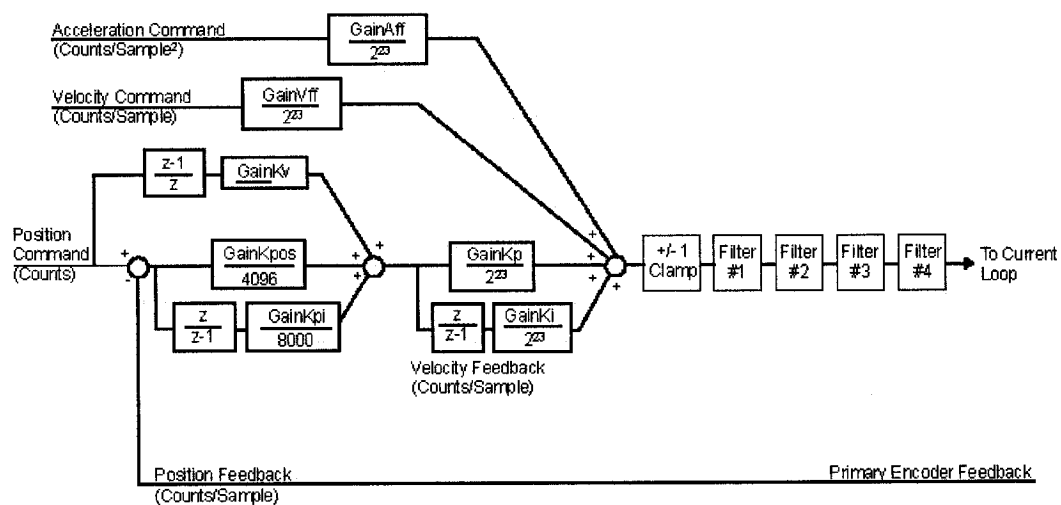 Acceleration Command
(Counts/Sample²)
GainAff
2²³
Velocity Command
(Counts/Sample)
GainVff
2²³
z-1
z
GainKv
Position
Command
(Counts)
+
-
GainKpos
4096
z
z-1
GainKpi
8000
+
+
+
GainKp
2²³
z
z-1
GainKi
2²³
Velocity Feedback
(Counts/Sample)
+
+
+
+
+/- 1
Clamp
Filter
#1
Filter
#2
Filter
#3
Filter
#4
To Current
Loop
Position Feedback
(Counts/Sample)
Primary Encoder Feedback